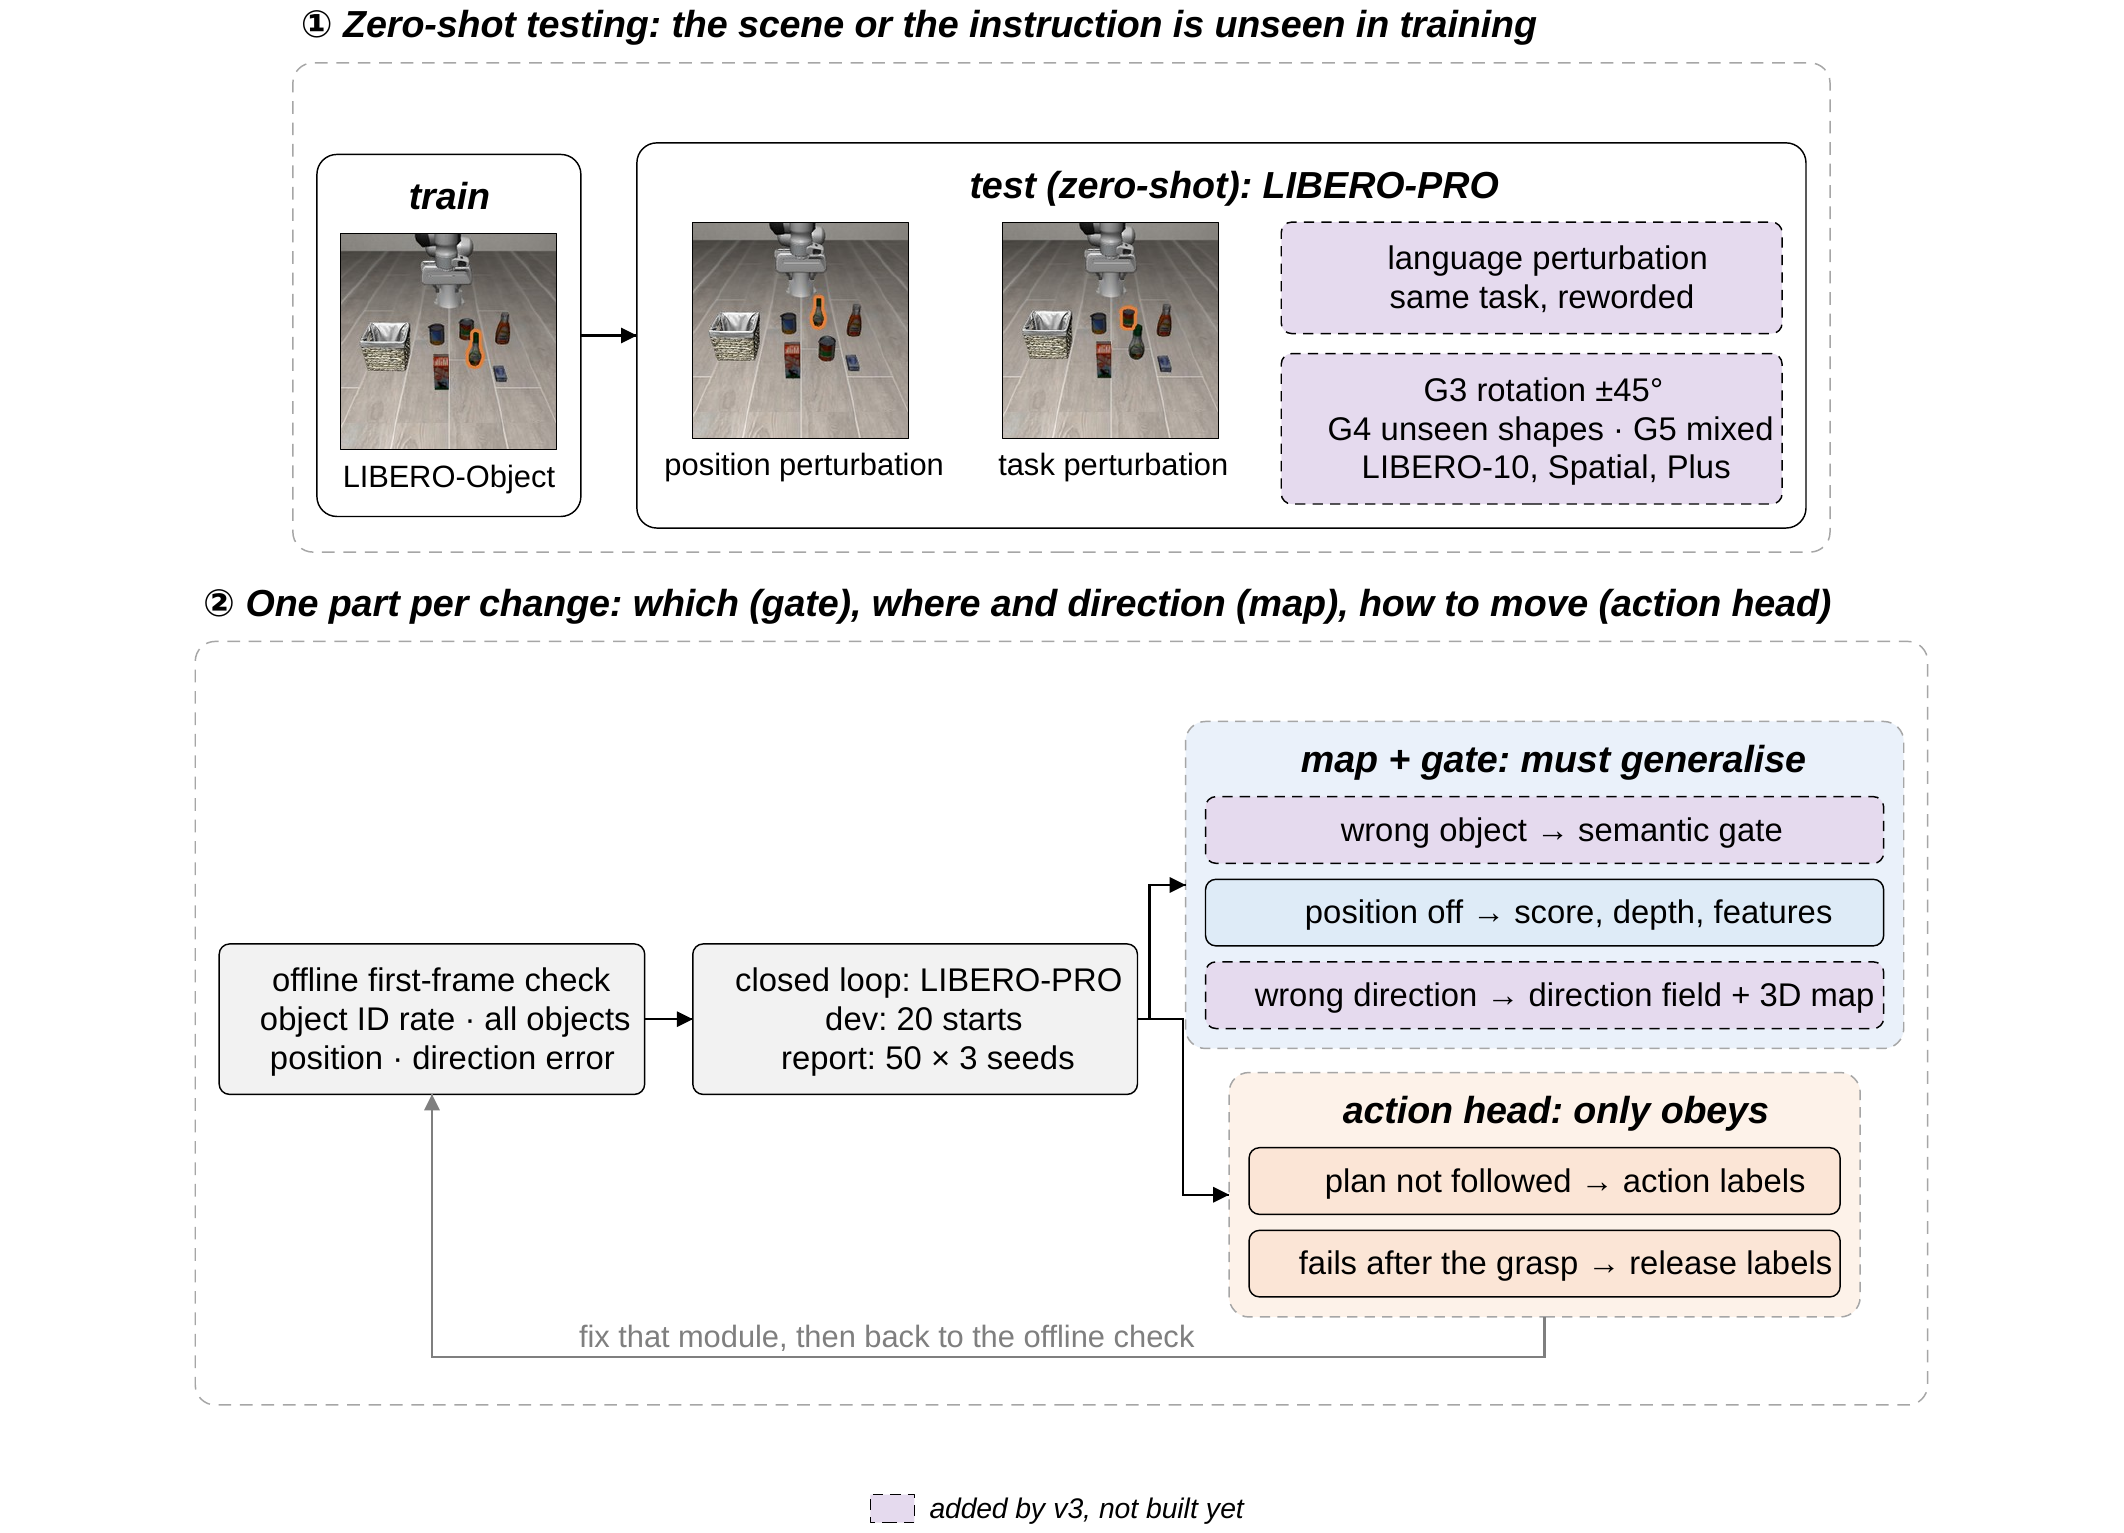 ① Zero-shot testing: the scene or the instruction is unseen in training
train
LIBERO-Object
test (zero-shot): LIBERO-PRO
position perturbation
task perturbation
language perturbation
same task, reworded
G3 rotation ±45°
G4 unseen shapes · G5 mixed
LIBERO-10, Spatial, Plus
② One part per change: which (gate), where and direction (map), how to move (action head)
offline first-frame check
object ID rate · all objects
position · direction error
closed loop: LIBERO-PRO
dev: 20 starts
report: 50 × 3 seeds
map + gate: must generalise
wrong object → semantic gate
position off → score, depth, features
wrong direction → direction field + 3D map
action head: only obeys
plan not followed → action labels
fails after the grasp → release labels
fix that module, then back to the offline check
added by v3, not built yet